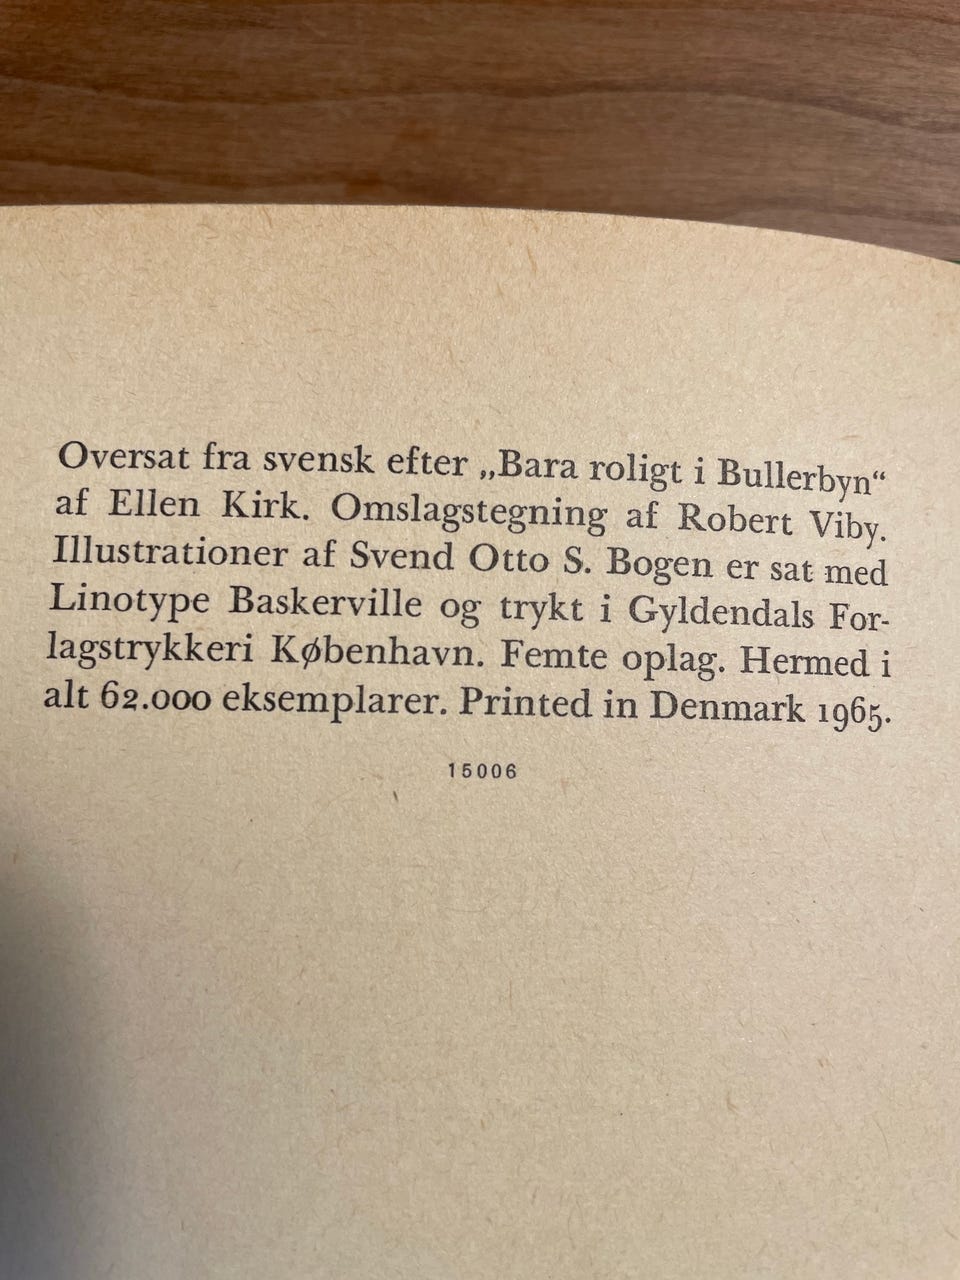 Oversat fra svensk efter „Bara roligt i Bullerbyn“
af Ellen Kirk. Omslagstegning af Robert Viby.
Illustrationer af Svend Otto S. Bogen er sat med
Linotype Baskerville og trykt i Gyldendals For-
lagstrykkeri København. Femte oplag. Hermed i
alt 62.000 eksemplarer. Printed in Denmark 1965.
15006